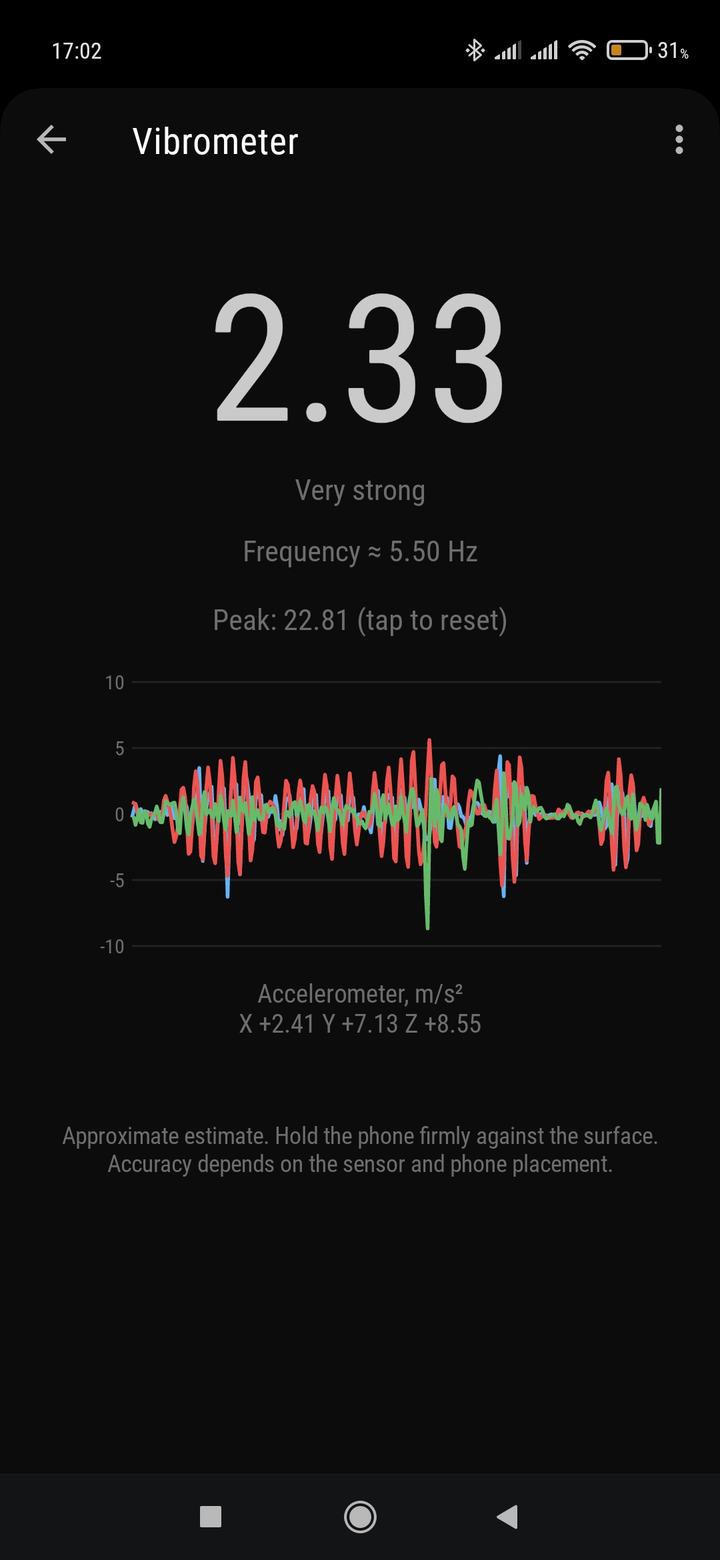 17:02
31%
Vibrometer
2.33
Very strong
Frequency ≈ 5.50 Hz
Peak: 22.81 (tap to reset)
10
5
0
-5
-10
Accelerometer, m/s²
X +2.41 Y +7.13 Z +8.55
Approximate estimate. Hold the phone firmly against the surface.
Accuracy depends on the sensor and phone placement.